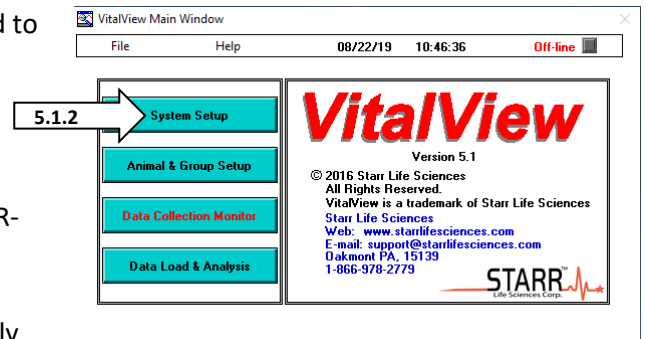 d to
VitalView Main Window
File Help 08/22/19 10:46:36 Off-line
5.1.2
System Setup
Animal & Group Setup
R-
Data Collection Monitor
Data Load & Analysis
ly
VitalView
Version 5.1
© 2016 Starr Life Sciences
All Rights Reserved.
VitalView is a trademark of Starr Life Sciences
Starr Life Sciences
Web: www.starrlifesciences.com
E-mail: support@starrlifesciences.com
Oakmont PA, 15139
1-866-978-2779
STARR™
Life Sciences Corp.